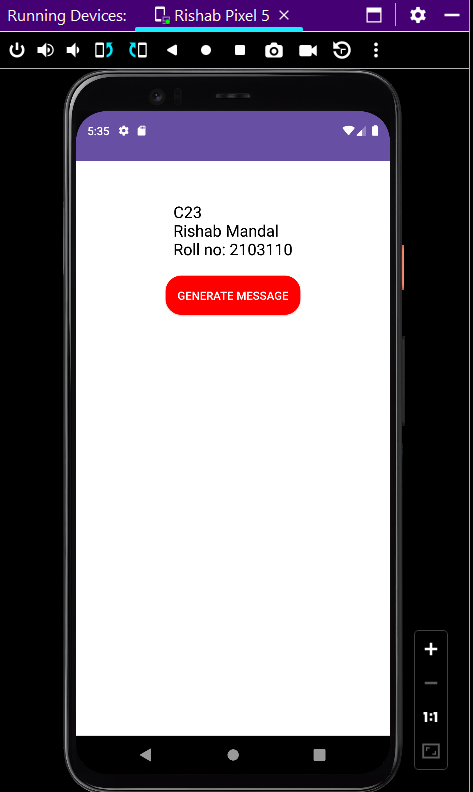 Running Devices: Rishab Pixel 5
5:35
C23
Rishab Mandal
Roll no: 2103110
GENERATE MESSAGE
1:1